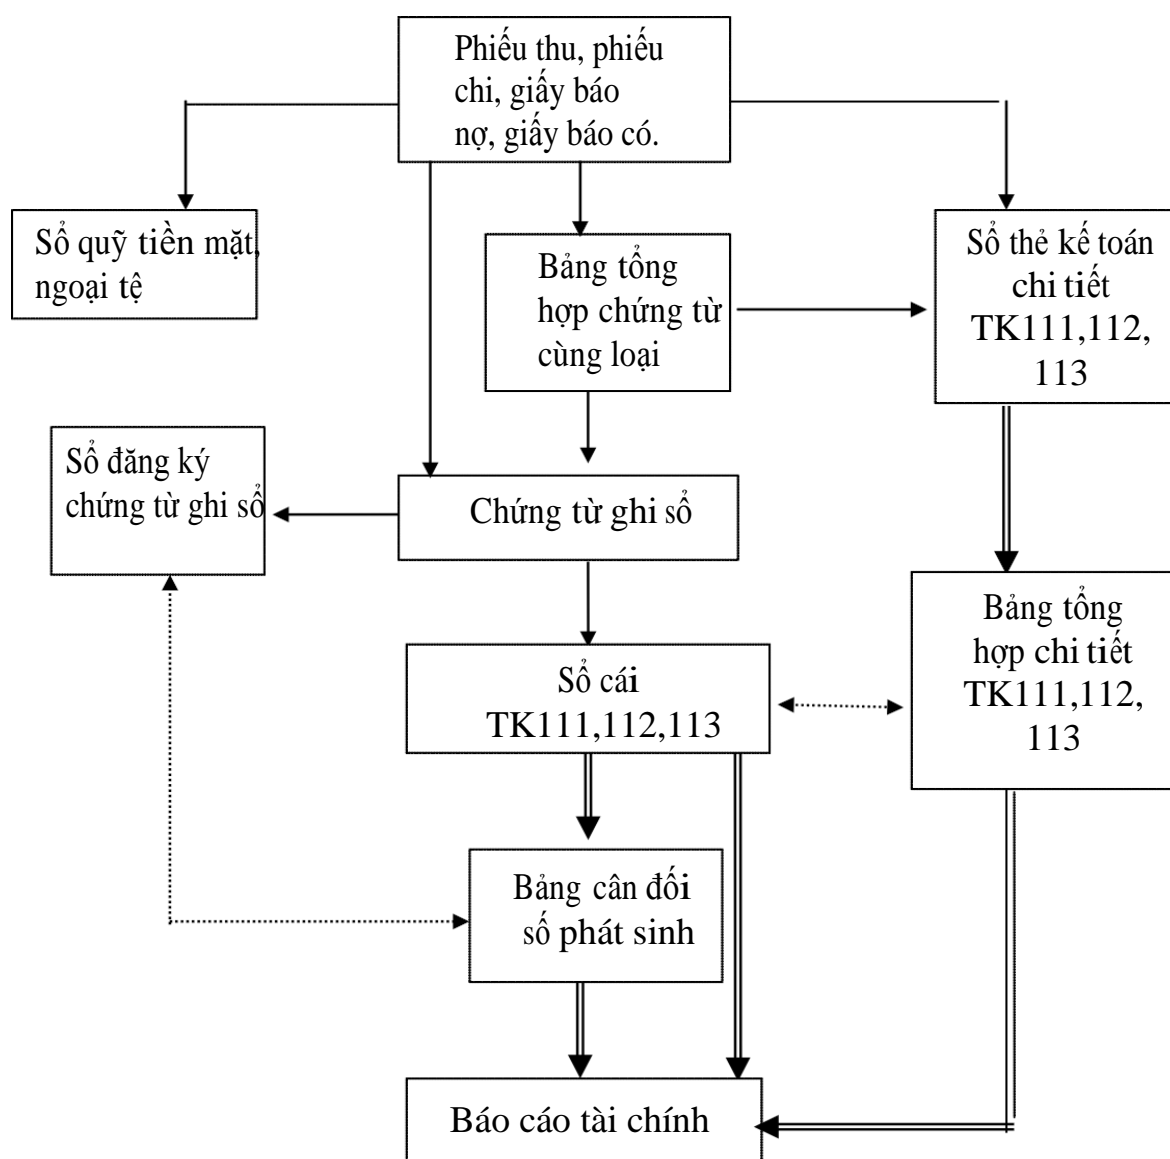 Phiếu thu, phiếu
chi, giấy báo
nợ, giấy báo có.
Sổ quỹ tiền mặt,
ngoại tệ
Bảng tổng
hợp chứng từ
cùng loại
Sổ thẻ kế toán
chi tiết
TK111,112,
113
Sổ đăng ký
chứng từ ghi sổ
Chứng từ ghi sổ
Sổ cái
TK111,112,113
Bảng tổng
hợp chi tiết
TK111,112,
113
Bảng cân đối
số phát sinh
Báo cáo tài chính